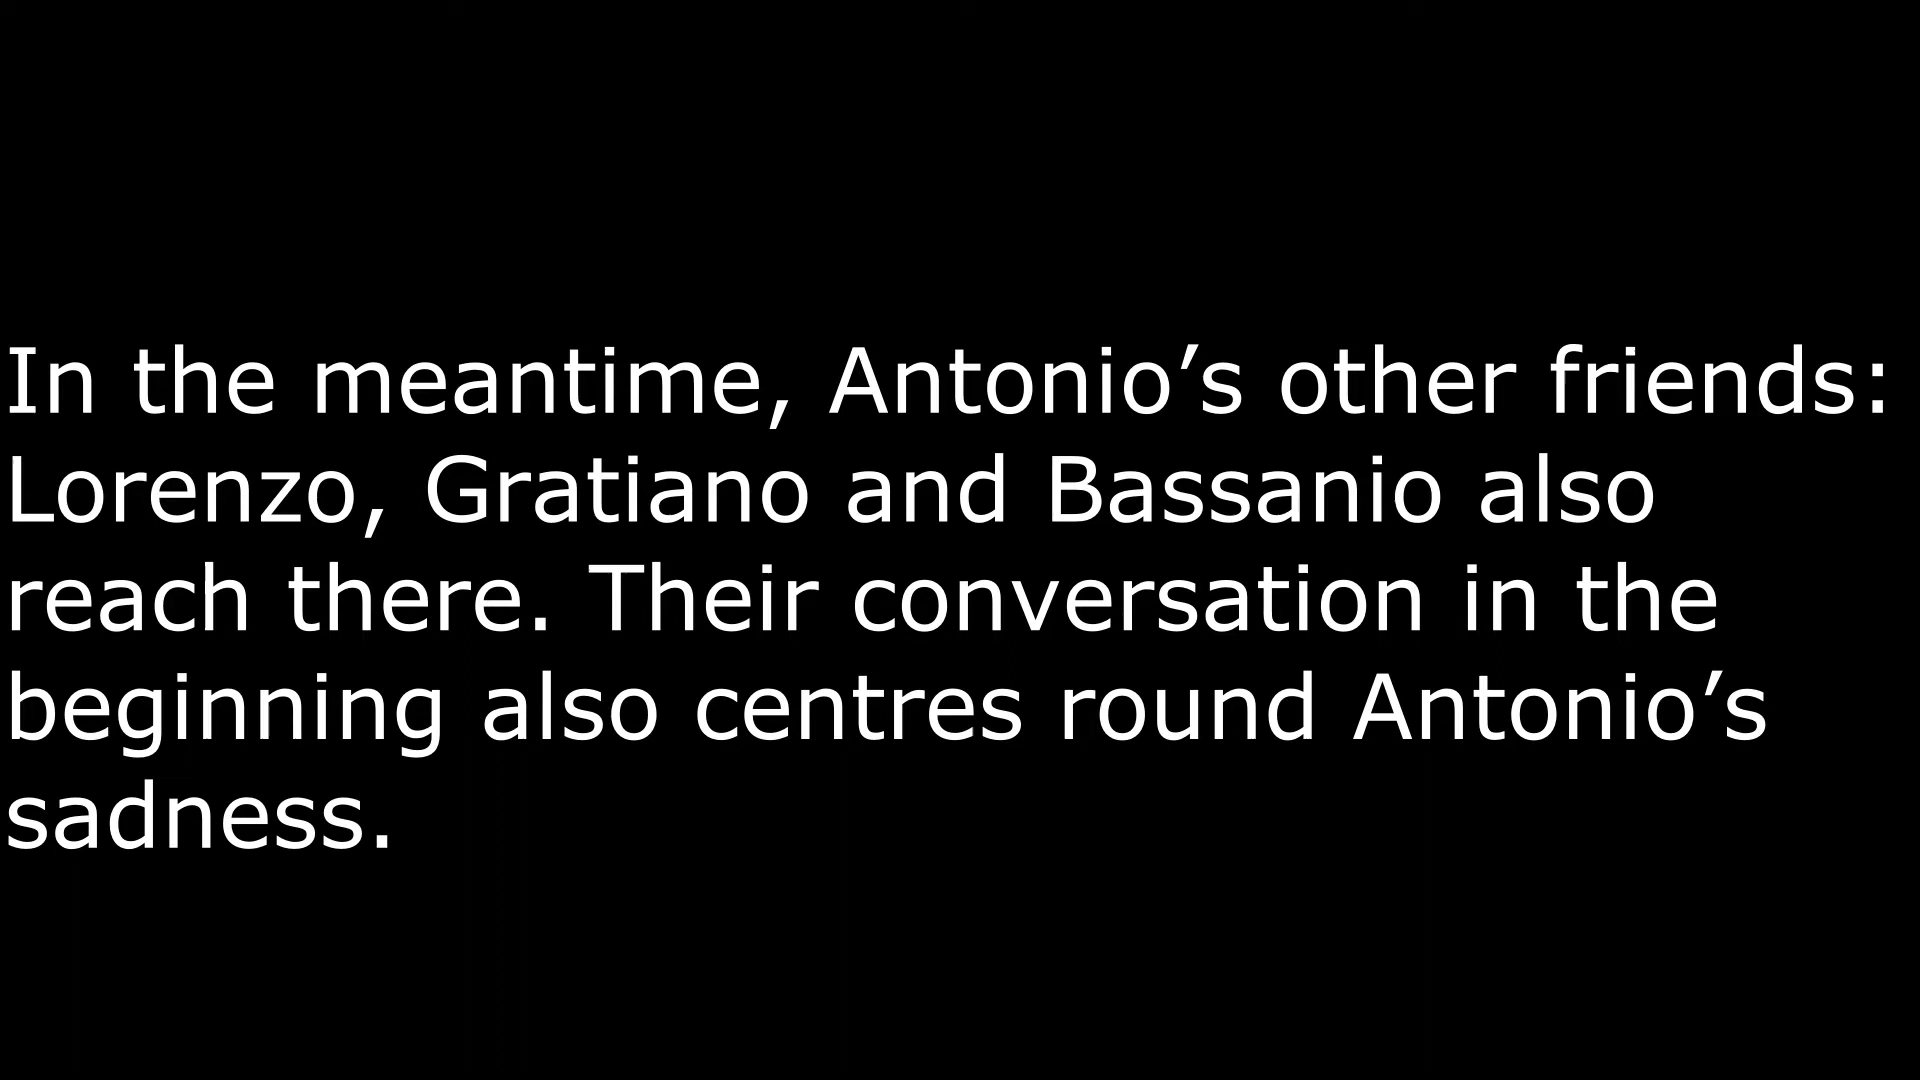 In the meantime, Antonio’s other friends:
Lorenzo, Gratiano and Bassanio also
reach there. Their conversation in the
beginning also centres round Antonio’s
sadness.